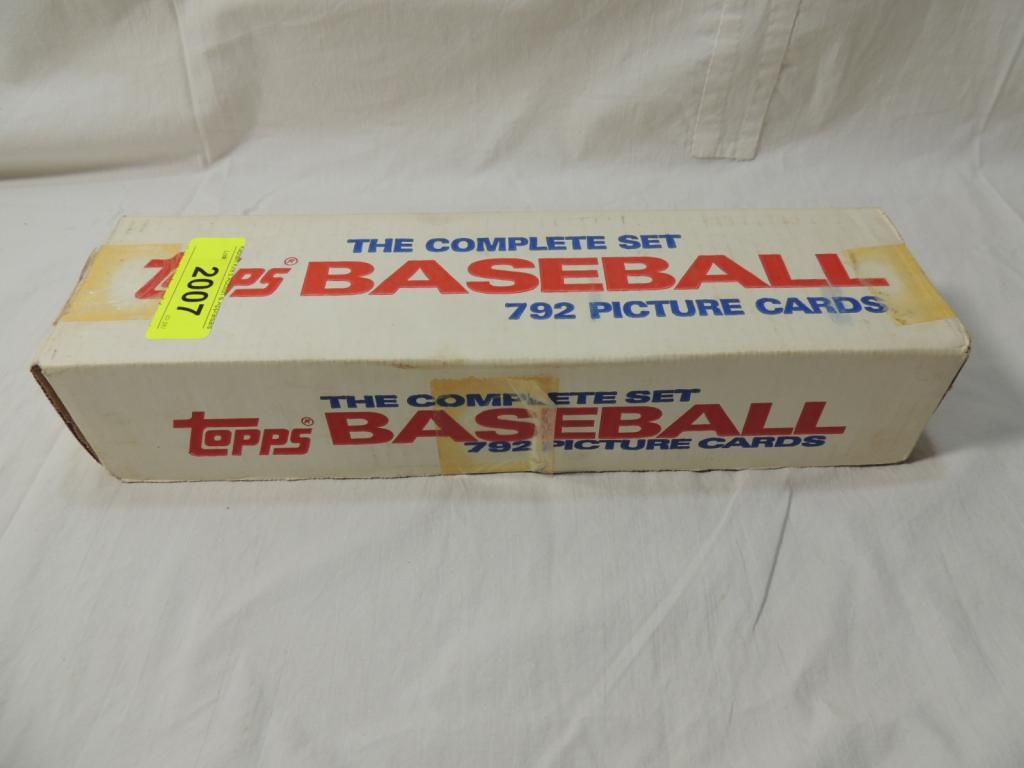 THE COMPLETE SET
TOPPS® BASEBALL
792 PICTURE CARDS
2007
THE COMPLETE SET
TOPPS® BASEBALL
792 PICTURE CARDS